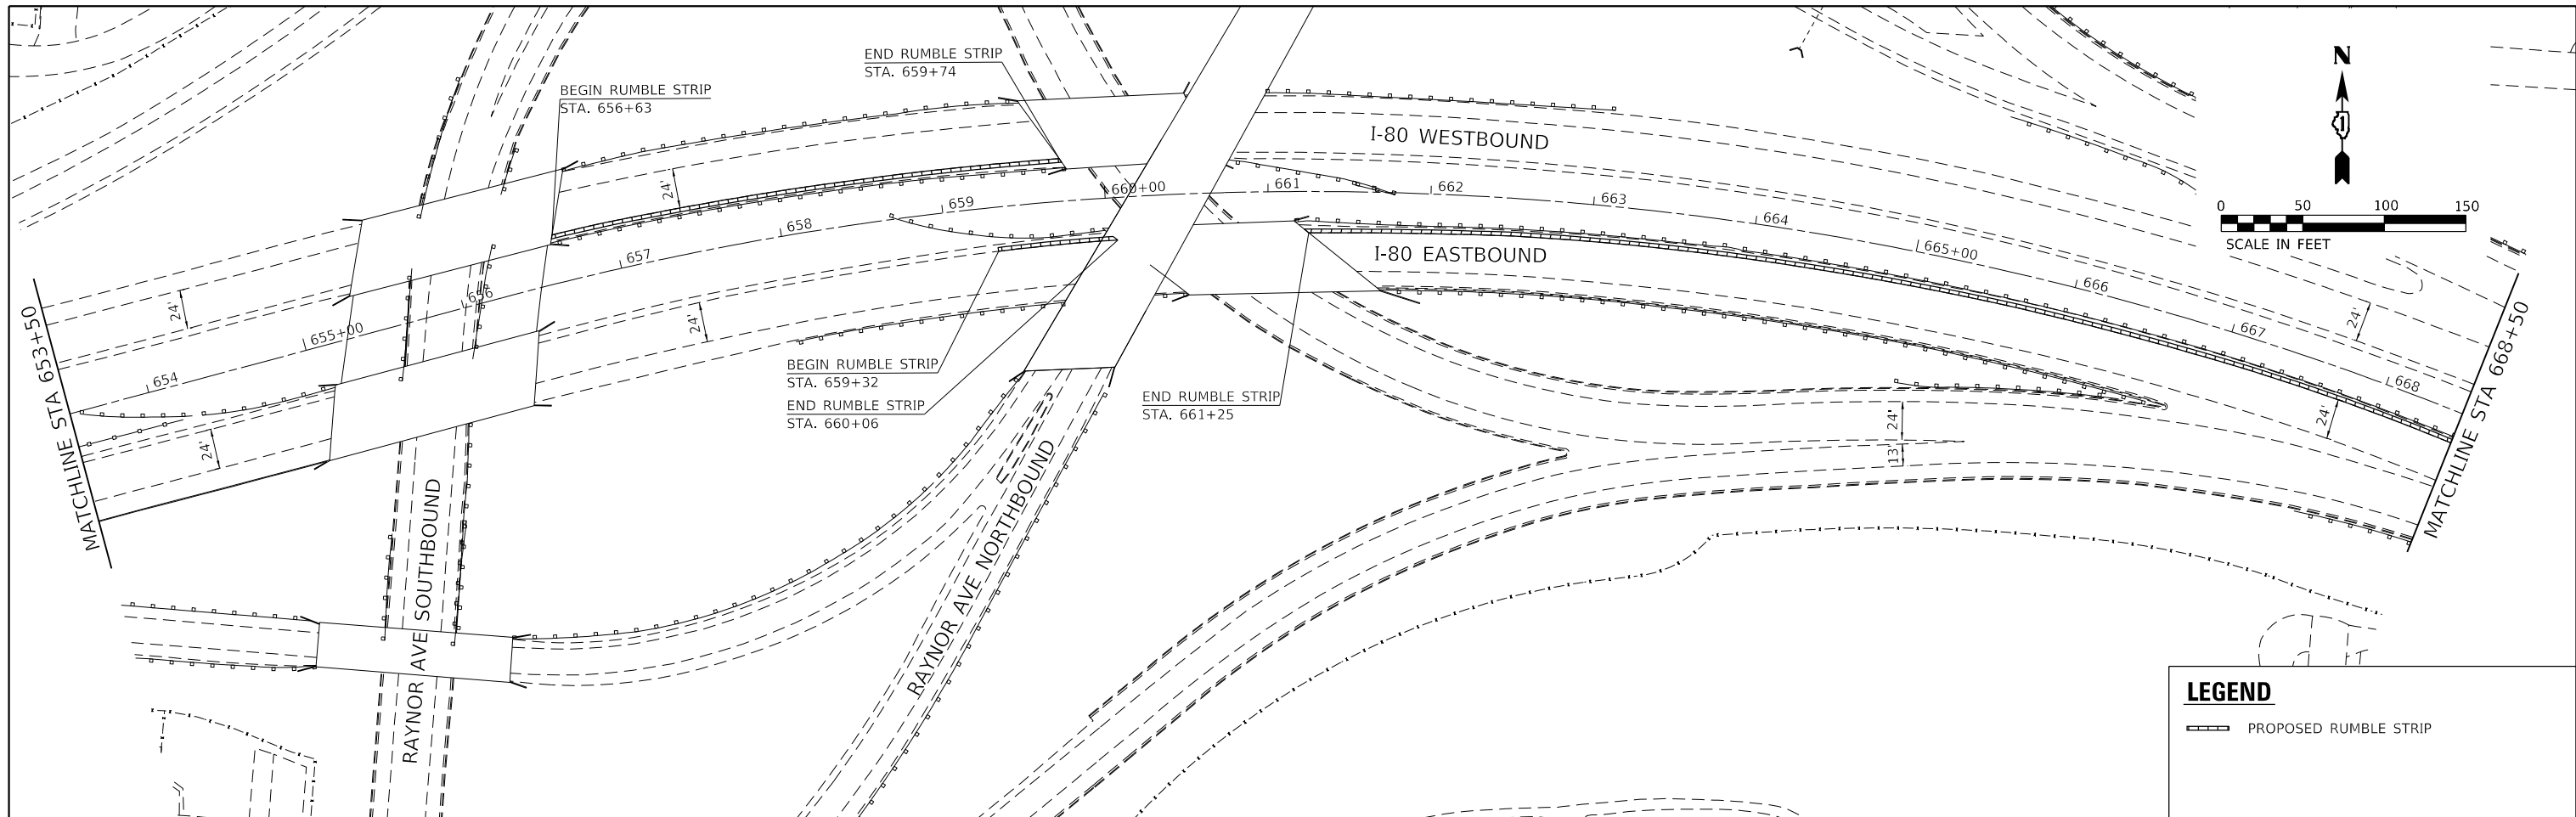 END RUMBLE STRIP
STA. 659+74
BEGIN RUMBLE STRIP
STA. 656+63
N
1
I-80 WESTBOUND
I-80 EASTBOUND
0 50 100 150
SCALE IN FEET
24'
24'
24'
24'
24'
24'
24'
13'
654
655+00
656
657
658
659
660+00
661
662
663
664
665+00
666
667
668
MATCHLINE STA 653+50
MATCHLINE STA 668+50
BEGIN RUMBLE STRIP
STA. 659+32
END RUMBLE STRIP
STA. 660+06
END RUMBLE STRIP
STA. 661+25
RAYNOR AVE SOUTHBOUND
RAYNOR AVE NORTHBOUND
LEGEND
PROPOSED RUMBLE STRIP